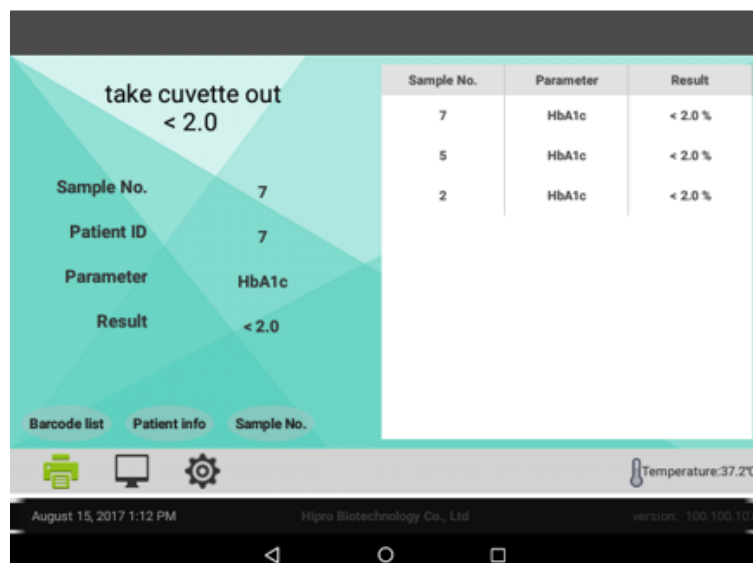 take cuvette out
< 2.0
Sample No. 7
Patient ID 7
Parameter HbA1c
Result < 2.0
Barcode list Patient info Sample No.
Sample No. Parameter Result
7 HbA1c < 2.0 %
5 HbA1c < 2.0 %
2 HbA1c < 2.0 %
Temperature:37.2℃
August 15, 2017 1:12 PM Hipro Biotechnology Co., Ltd version: 100.100.107